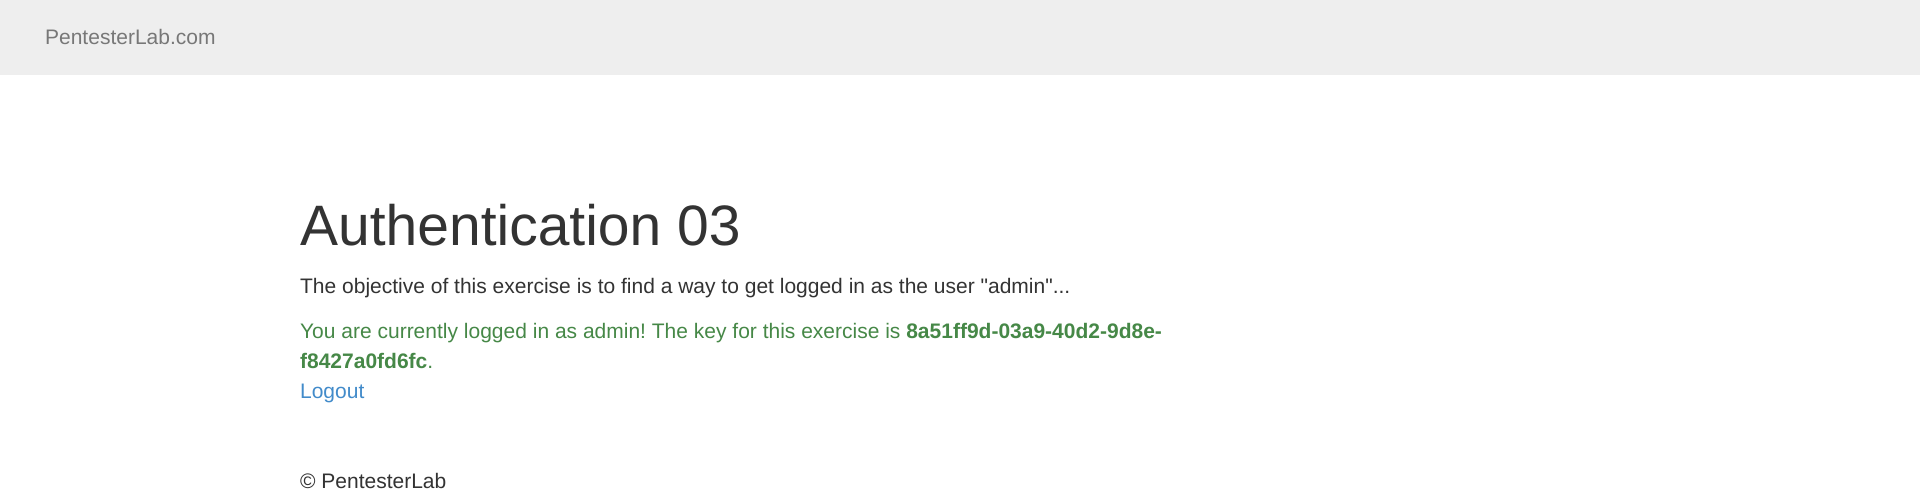 PentesterLab.com
Authentication 03
The objective of this exercise is to find a way to get logged in as the user "admin"...
You are currently logged in as admin! The key for this exercise is 8a51ff9d-03a9-40d2-9d8e-
f8427a0fd6fc.
Logout
© PentesterLab